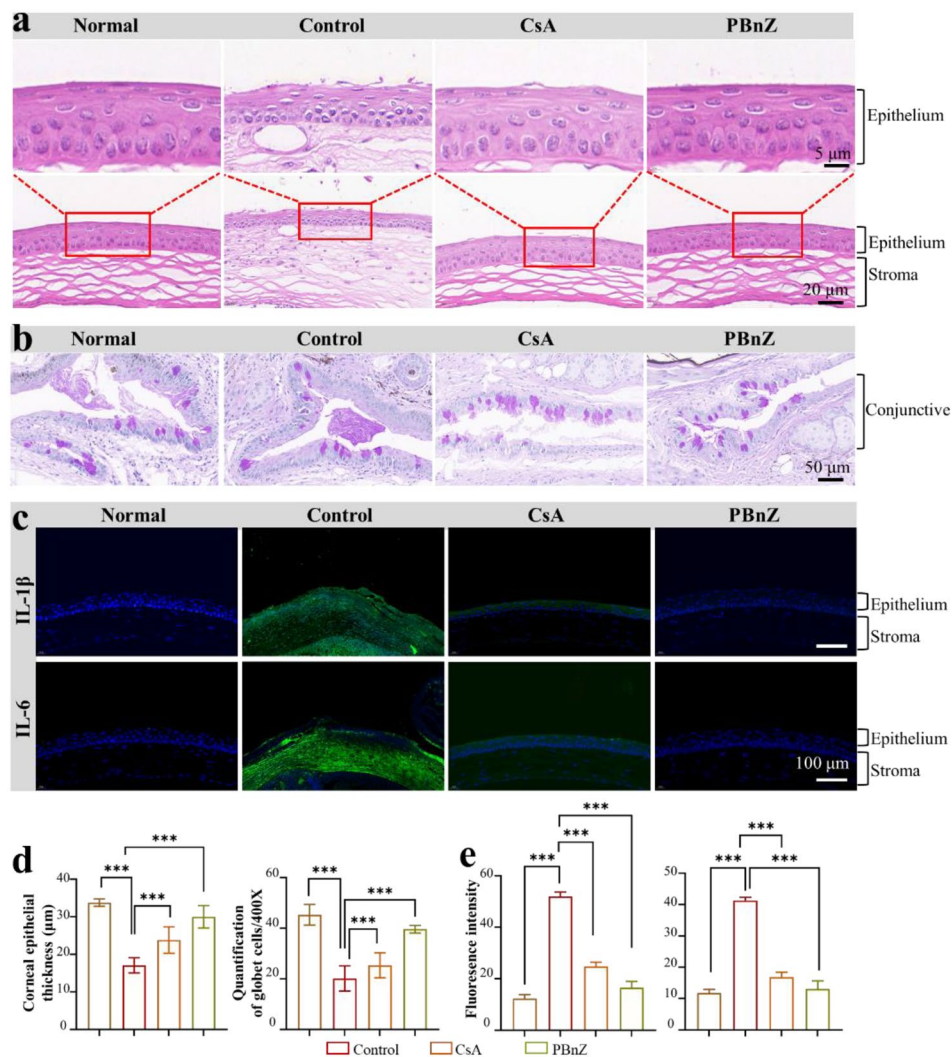 a
Normal Control CsA PBnZ
Epithelium
5 μm
Epithelium
Stroma
20 μm
b
Normal Control CsA PBnZ
Conjunctive
50 μm
c
Normal Control CsA PBnZ
IL-1β
Epithelium
Stroma
IL-6
Epithelium
100 μm
Stroma
d
Corneal epithelial
thickness (μm)
40
30
20
10
0
*** *** ***
Quantification
of globet cells/400X
60
40
20
0
*** *** ***
e
Fluoresence intensity
60
40
20
0
*** *** ***
50
40
30
20
10
0
*** *** ***
Control CsA PBnZ